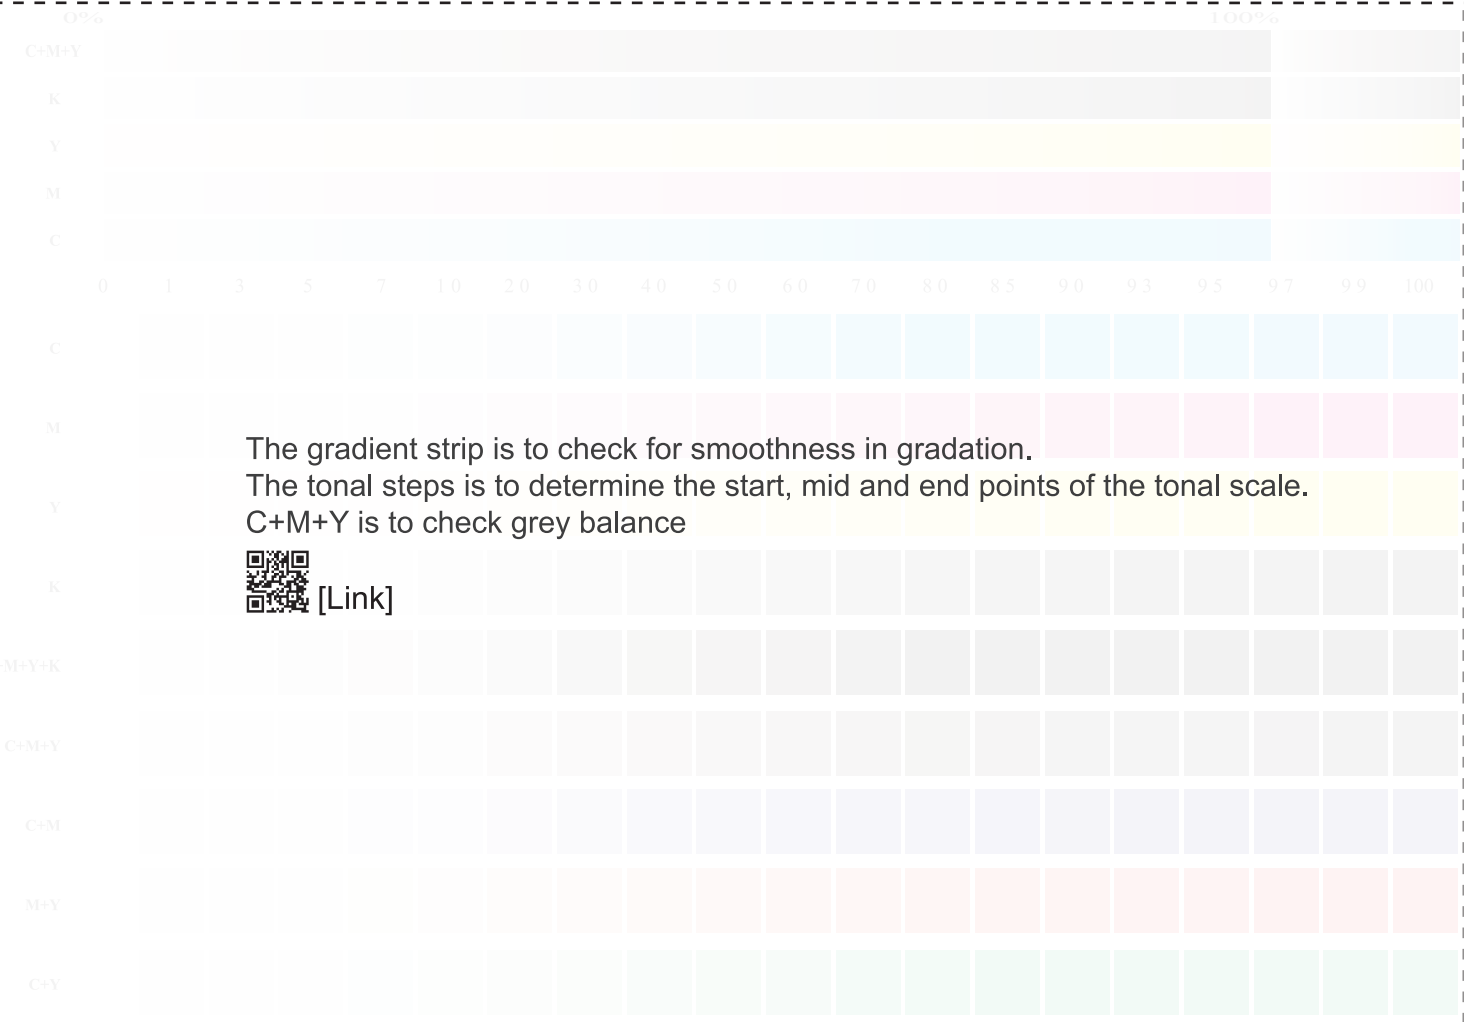 0% 100%
C+M+Y
K
Y
M
C
0 1 3 5 7 10 20 30 40 50 60 70 80 85 90 93 95 97 99 100
C
M
The gradient strip is to check for smoothness in gradation.
The tonal steps is to determine the start, mid and end points of the tonal scale.
Y
C+M+Y is to check grey balance
K
[Link]
+M+Y+K
C+M+Y
C+M
M+Y
C+Y